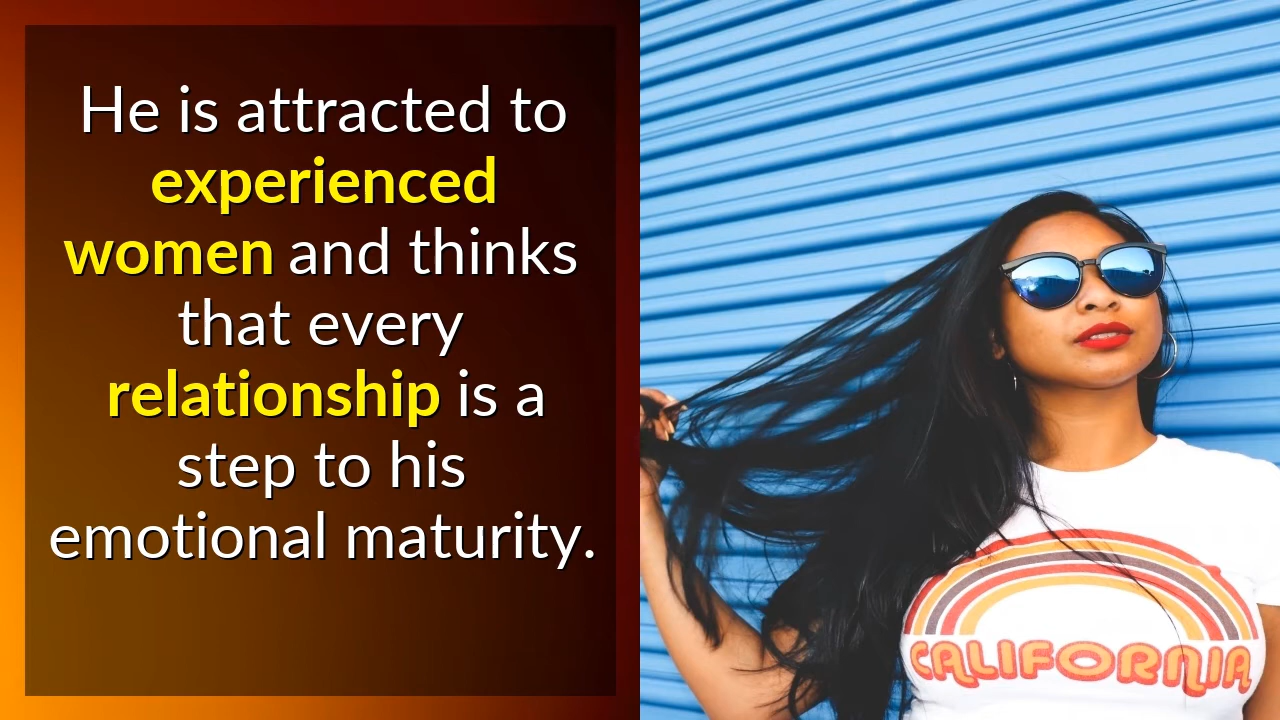 He is attracted to
experienced
women and thinks
that every
relationship is a
step to his
emotional maturity.
CALIFORNIA